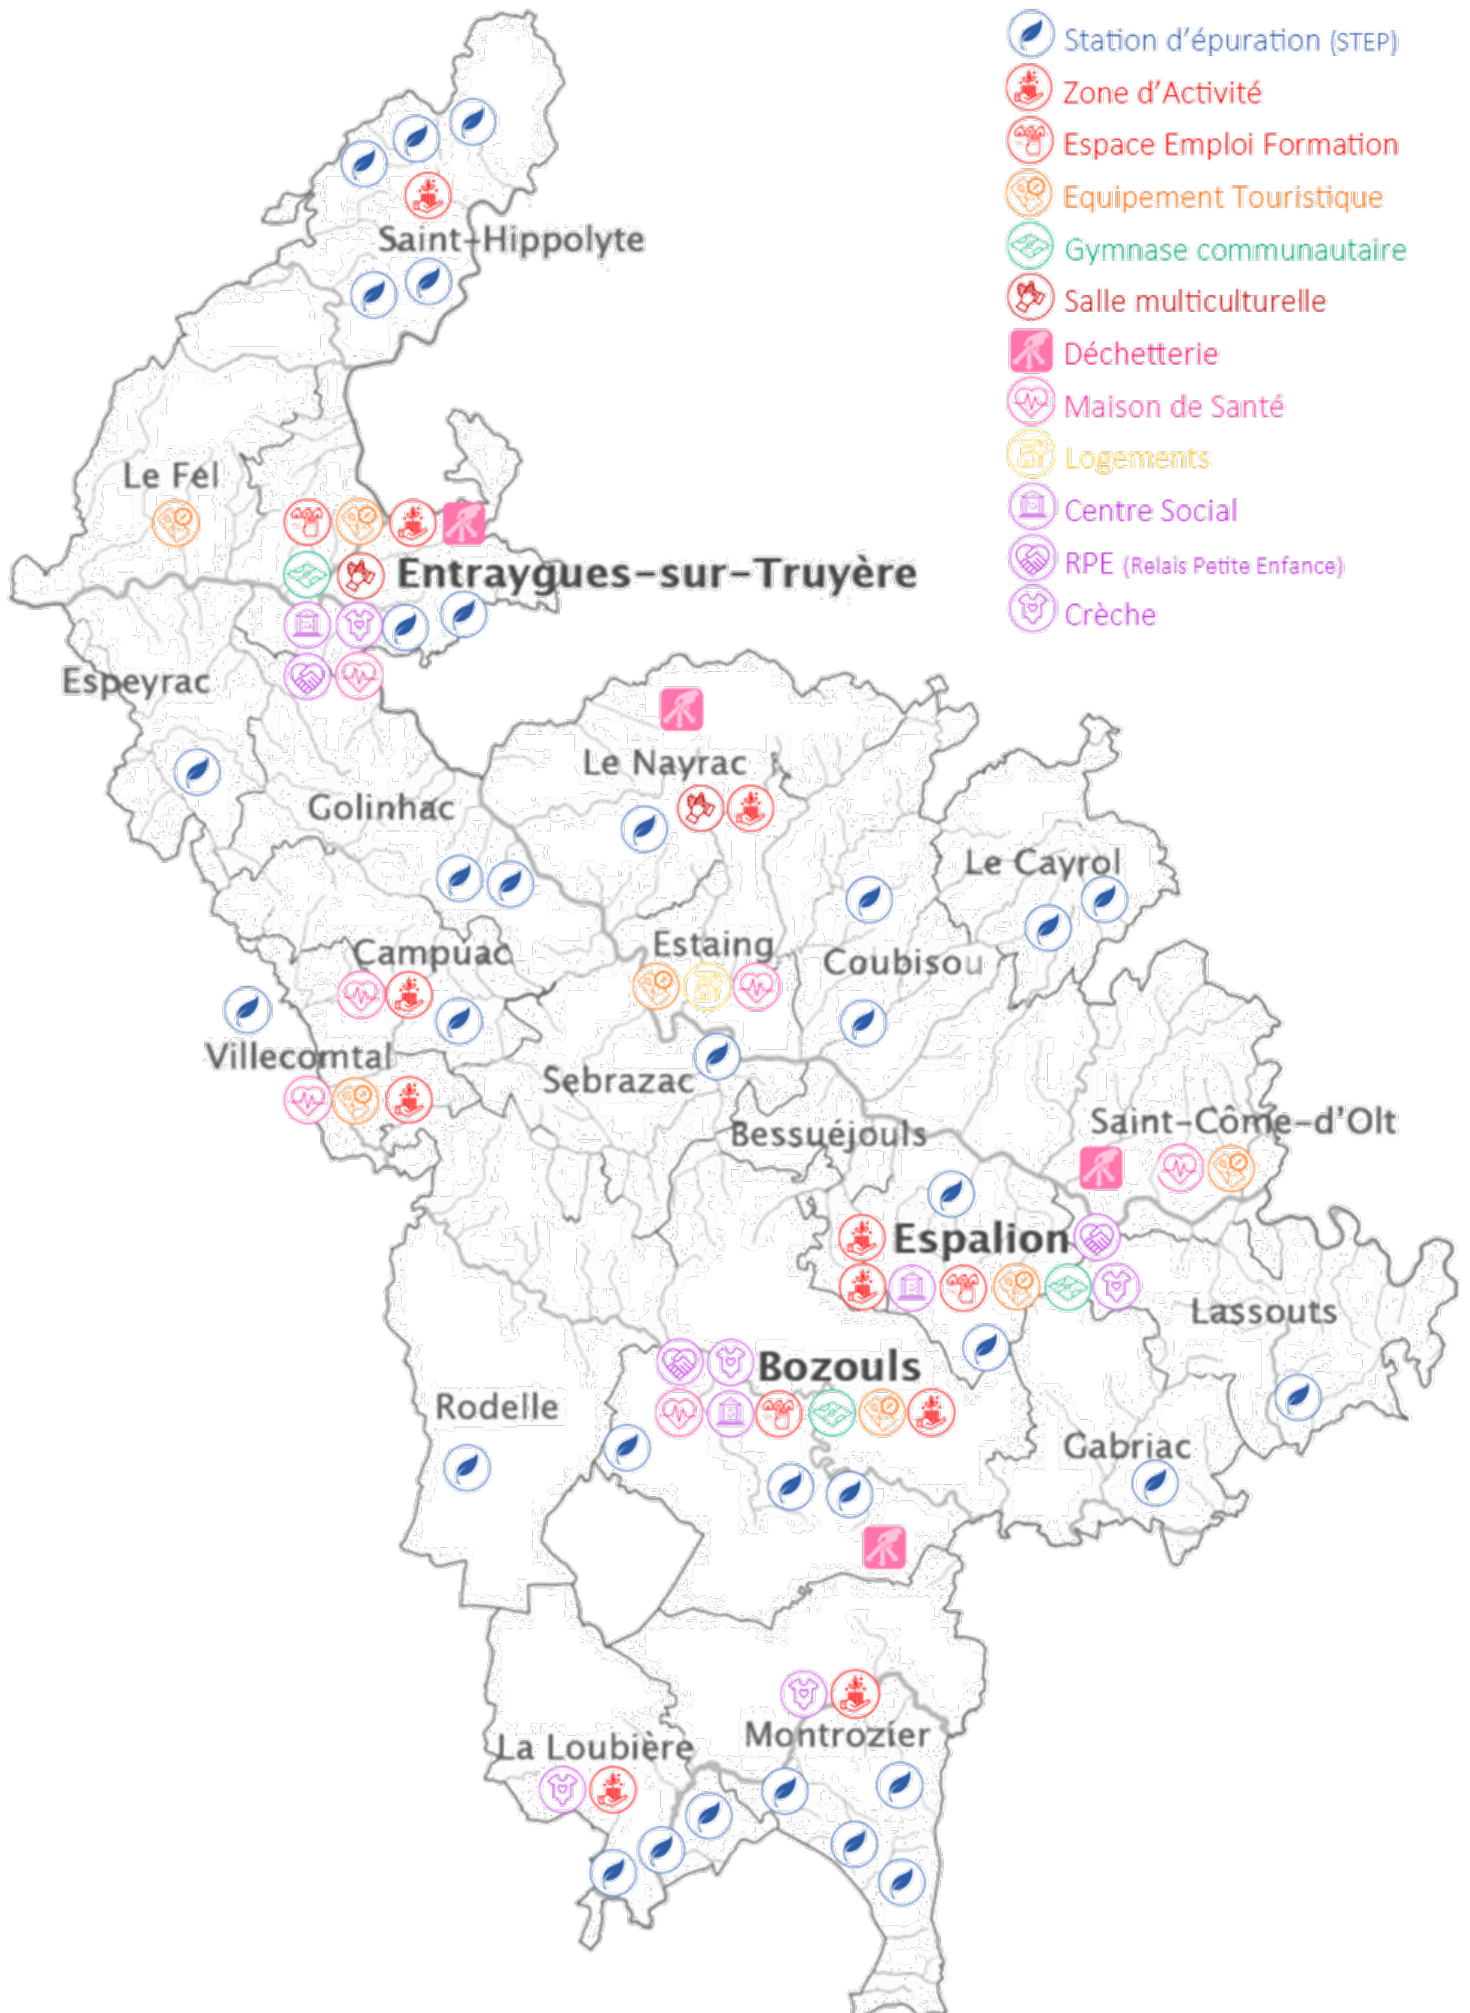 Station d'épuration (STEP)
Zone d'Activité
Espace Emploi Formation
Equipement Touristique
Gymnase communautaire
Salle multiculturelle
Déchetterie
Maison de Santé
Logements
Centre Social
RPE (Relais Petite Enfance)
Crèche
Saint-Hippolyte
Le Fel
Entraygues-sur-Truyère
Espeyrac
Le Nayrac
Golinhac
Le Cayrol
Estaing
Campuac
Coubisou
Villecomtal
Sebrazac
Saint-Côme-d'Olt
Bessuéjouls
Espalion
Lassouts
Bozouls
Rodelle
Gabriac
Montrozier
La Loubière